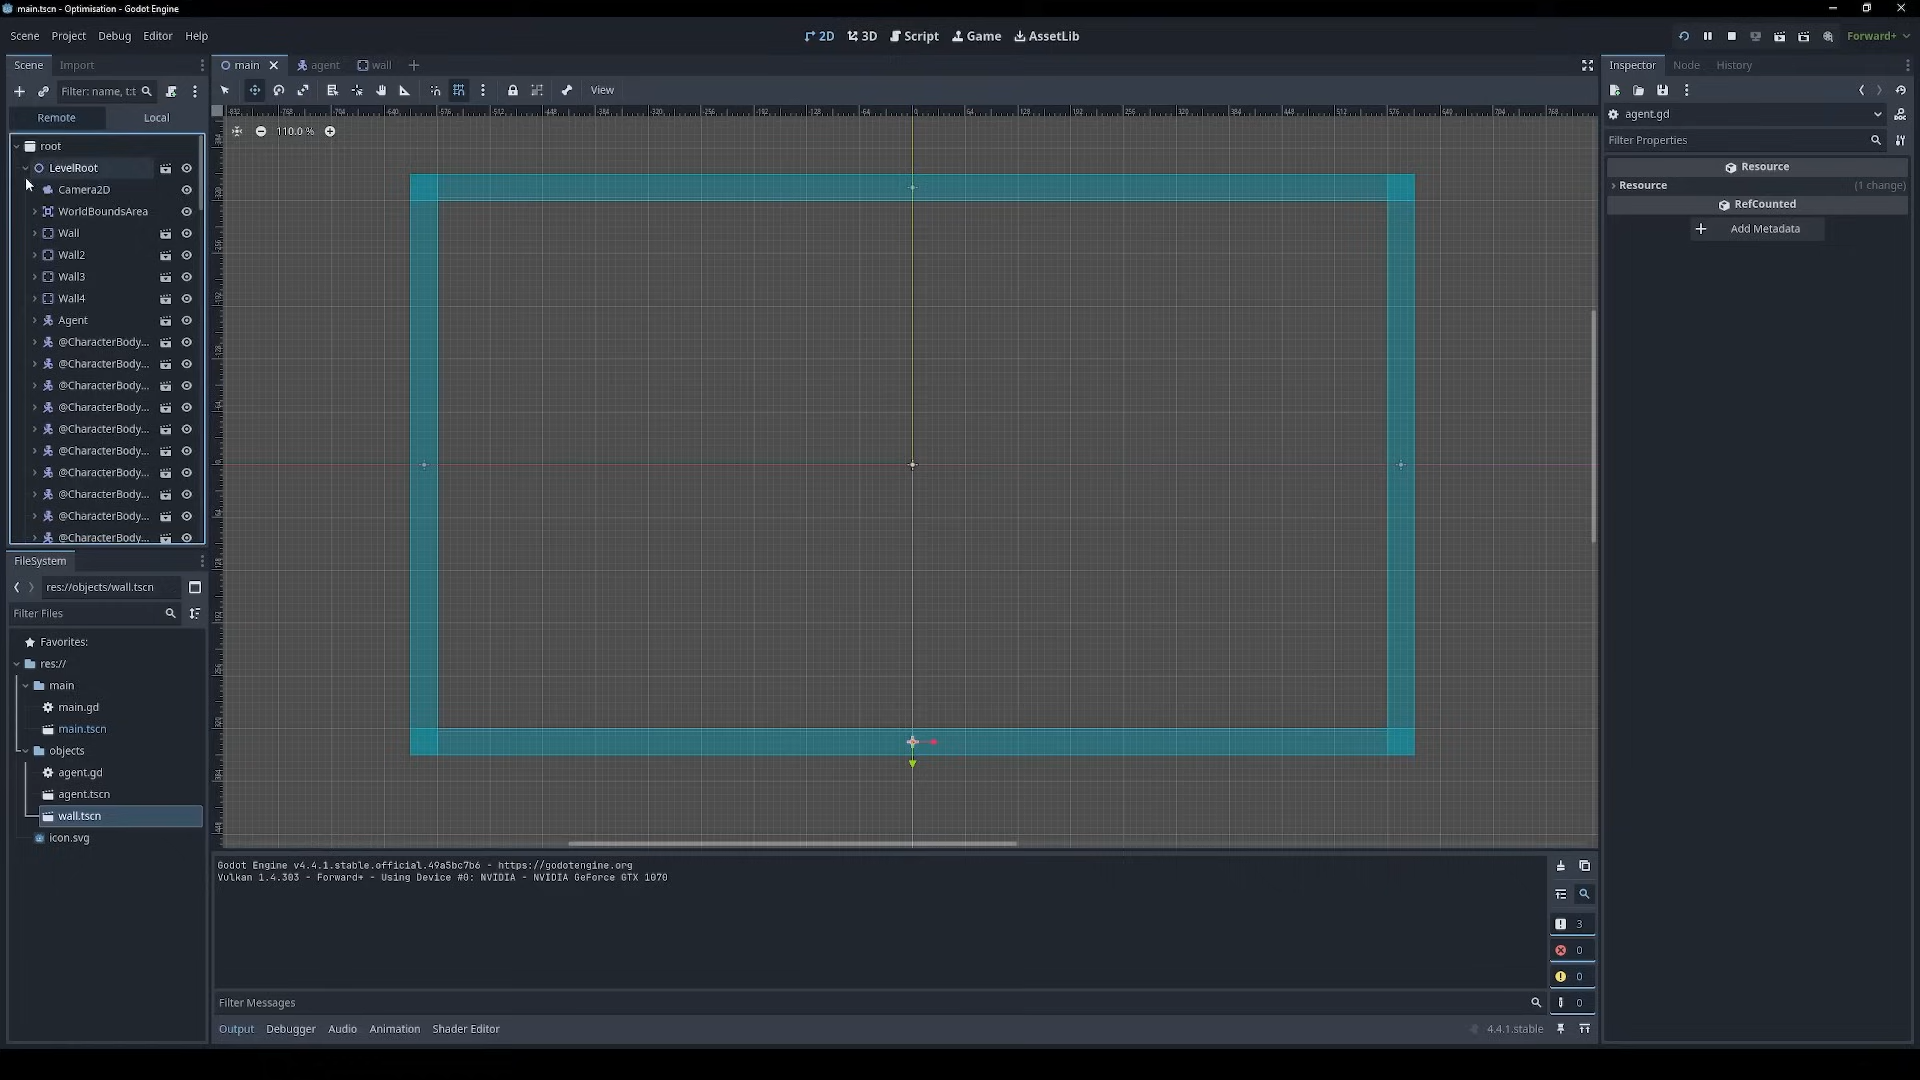 main.tscn - Optimisation - Godot Engine
Scene Project Debug Editor Help
2D 3D Script Game AssetLib
Forward+
Scene Import
main agent wall
Inspector Node History
Filter: name, t:t
View
Remote Local
agent.gd
110.0 %
Filter Properties
root
LevelRoot
Camera2D
WorldBoundsArea
Wall
Wall2
Wall3
Wall4
Agent
@CharacterBody...
@CharacterBody...
@CharacterBody...
@CharacterBody...
@CharacterBody...
@CharacterBody...
@CharacterBody...
@CharacterBody...
@CharacterBody...
@CharacterBody...
Resource
Resource (1 change)
RefCounted
Add Metadata
FileSystem
res://objects/wall.tscn
Filter Files
Favorites:
res://
main
main.gd
main.tscn
objects
agent.gd
agent.tscn
wall.tscn
icon.svg
Godot Engine v4.4.1.stable.official.49a5bc7b6 - https://godotengine.org
Vulkan 1.4.303 - Forward+ - Using Device #0: NVIDIA - NVIDIA GeForce GTX 1070
3
0
0
0
Filter Messages
Output Debugger Audio Animation Shader Editor
4.4.1.stable